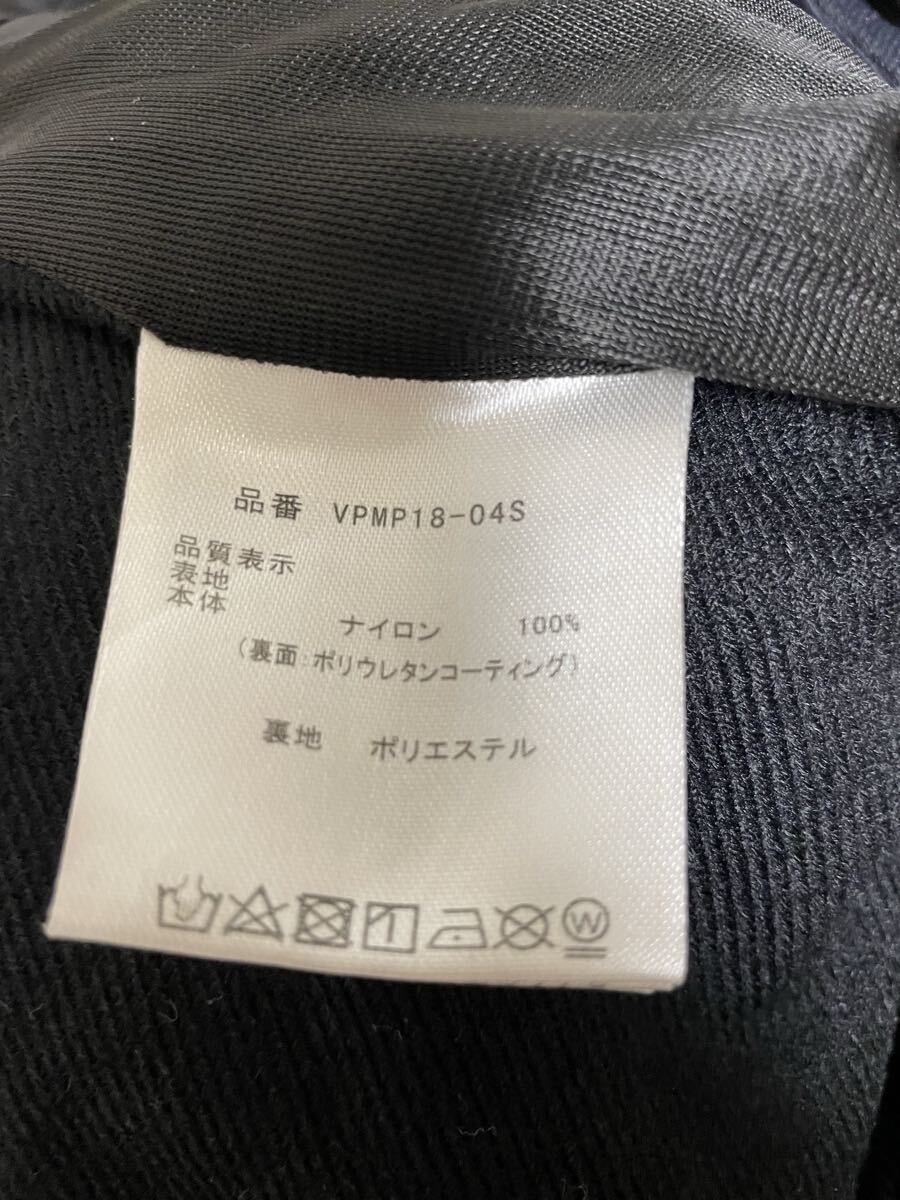 品番 VPMP18-04S
品質表示
表地
本体
ナイロン 100%
(裏面:ポリウレタンコーティング)
裏地 ポリエステル
W